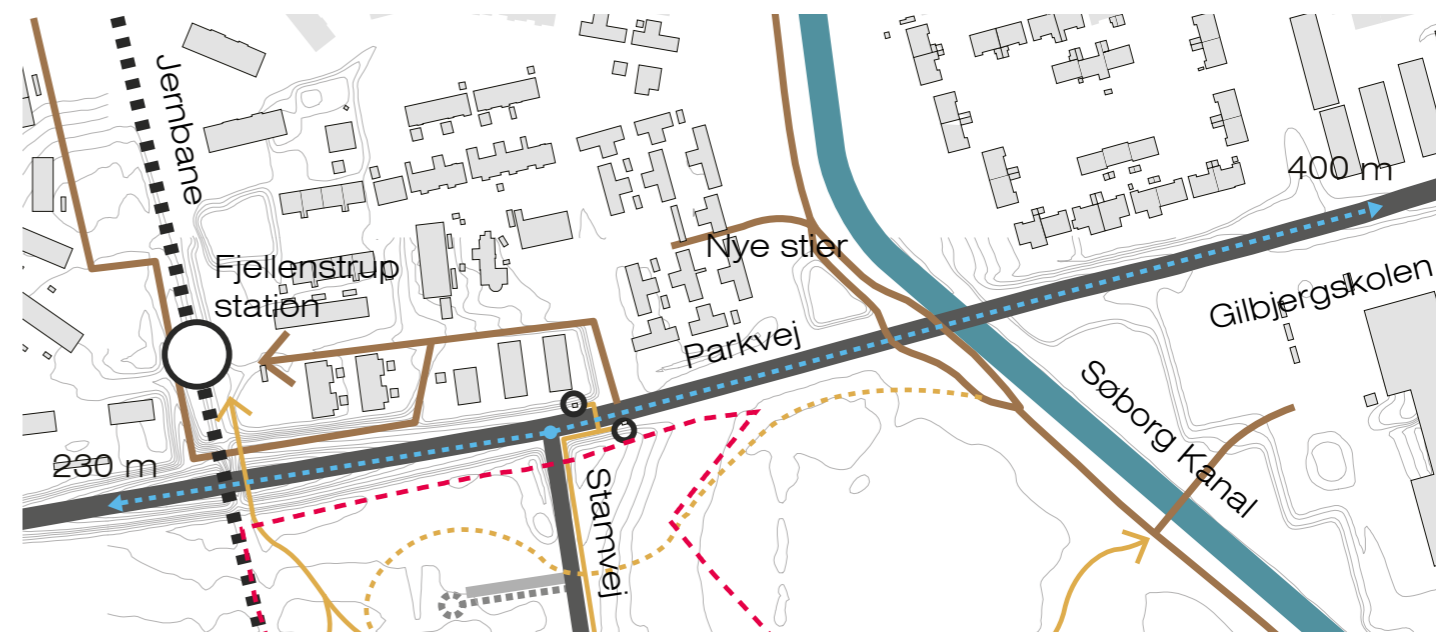 Jernbane
400 m
Nye stier
Fjellenstrup
station
Gilbjergskolen
Parkvej
Søborg Kanal
230 m
Stamvej